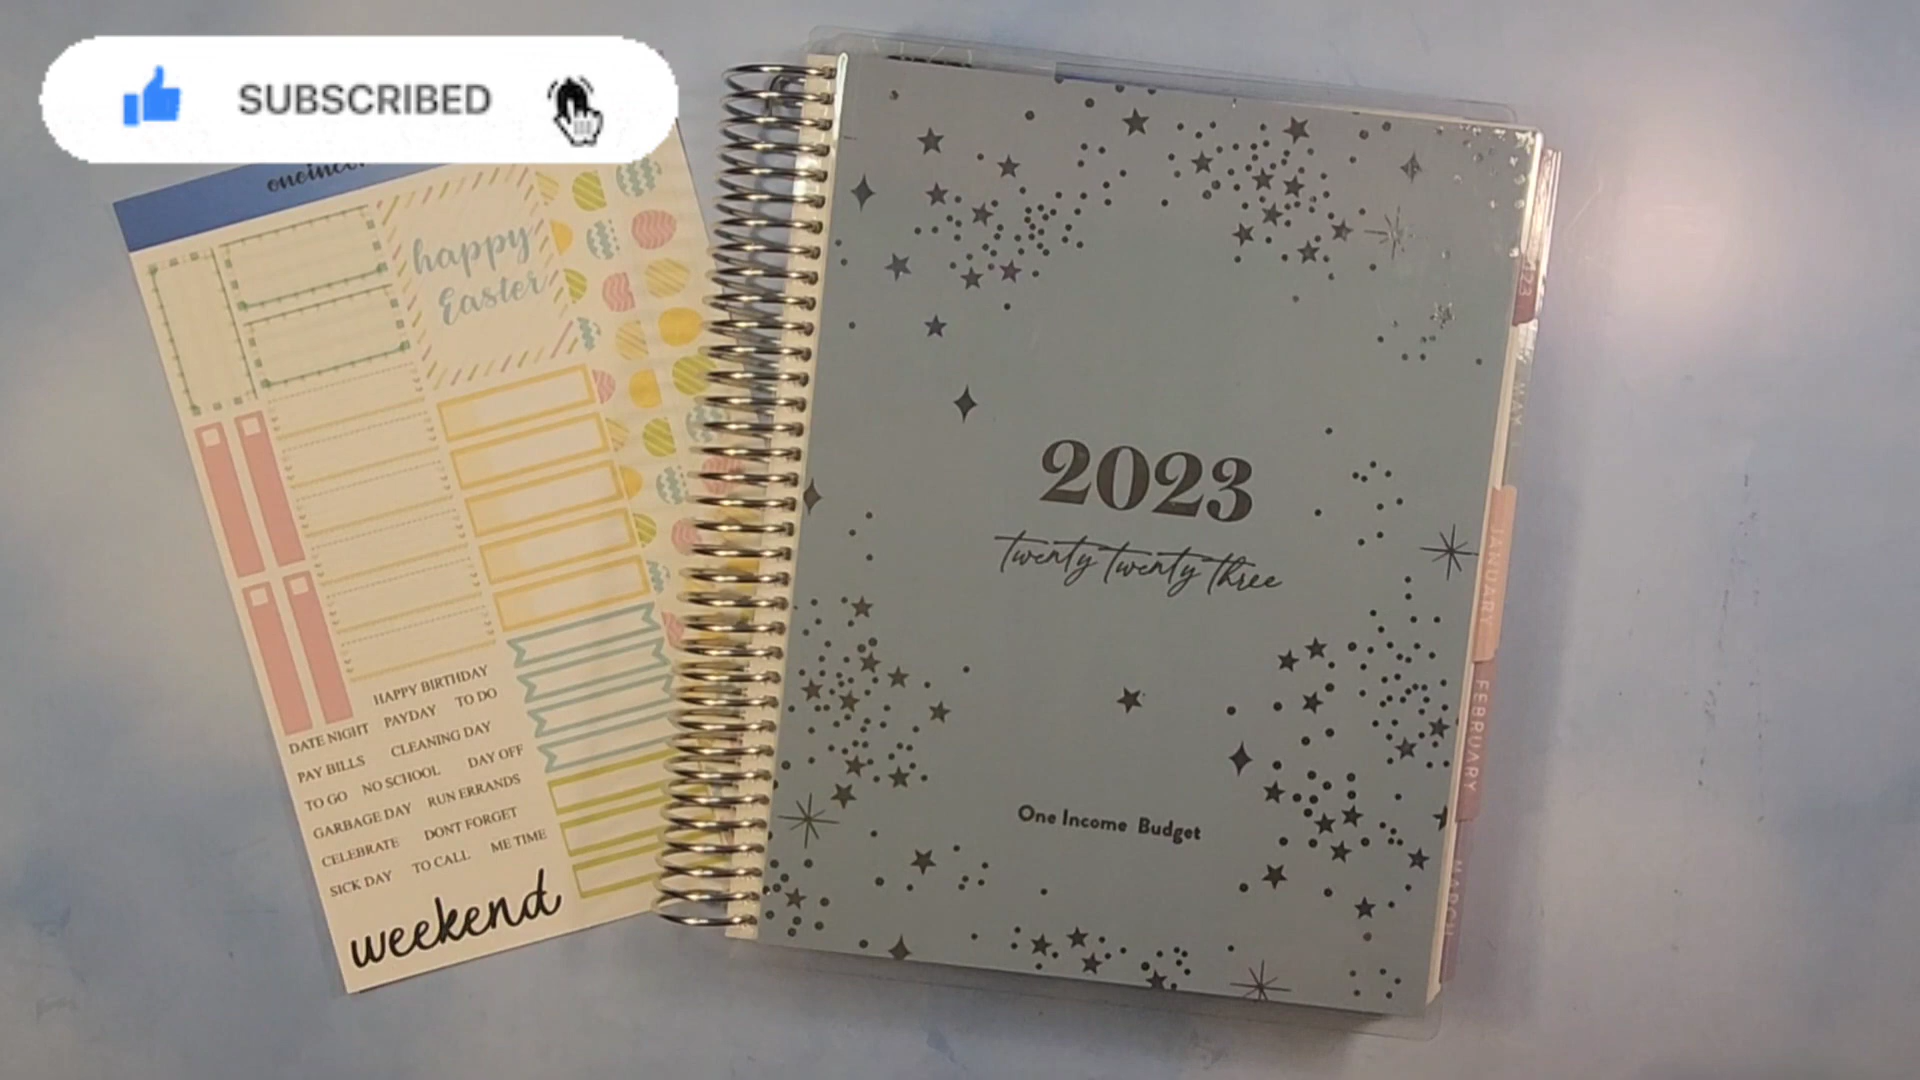 SUBSCRIBED
happy
Easter
HAPPY BIRTHDAY
DATE NIGHT PAYDAY TO DO
PAY BILLS CLEANING DAY
TO GO NO SCHOOL DAY OFF
GARBAGE DAY RUN ERRANDS
CELEBRATE DONT FORGET
SICK DAY TO CALL ME TIME
weekend
2023
twenty twenty three
One Income Budget
MAY
JANUARY
FEBRUARY
MARCH